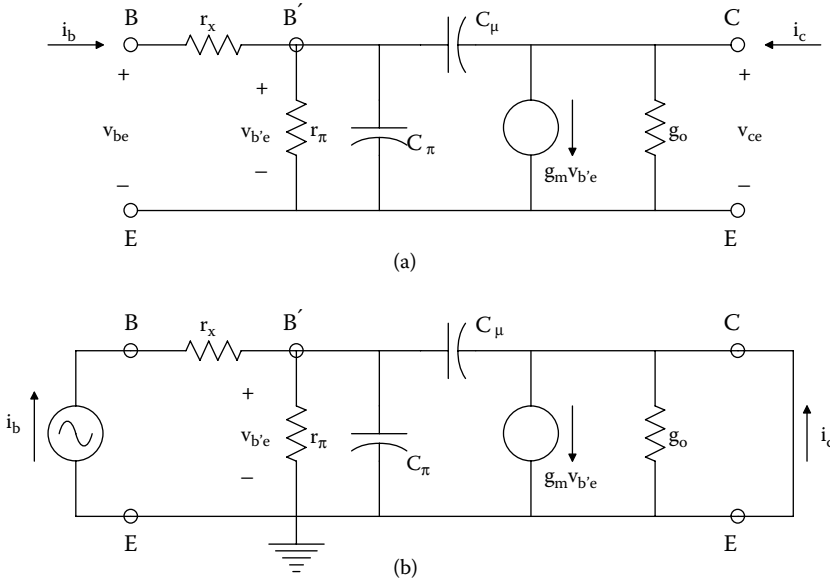 B r_x B′ C_μ C
i_b i_c
+ + +
v_be v_b'e r_π C_π g_m v_b'e g_o v_ce
− − −
E E
(a)
B r_x B′ C_μ C
+
i_b v_b'e r_π C_π g_m v_b'e g_o i_c
−
E E
(b)